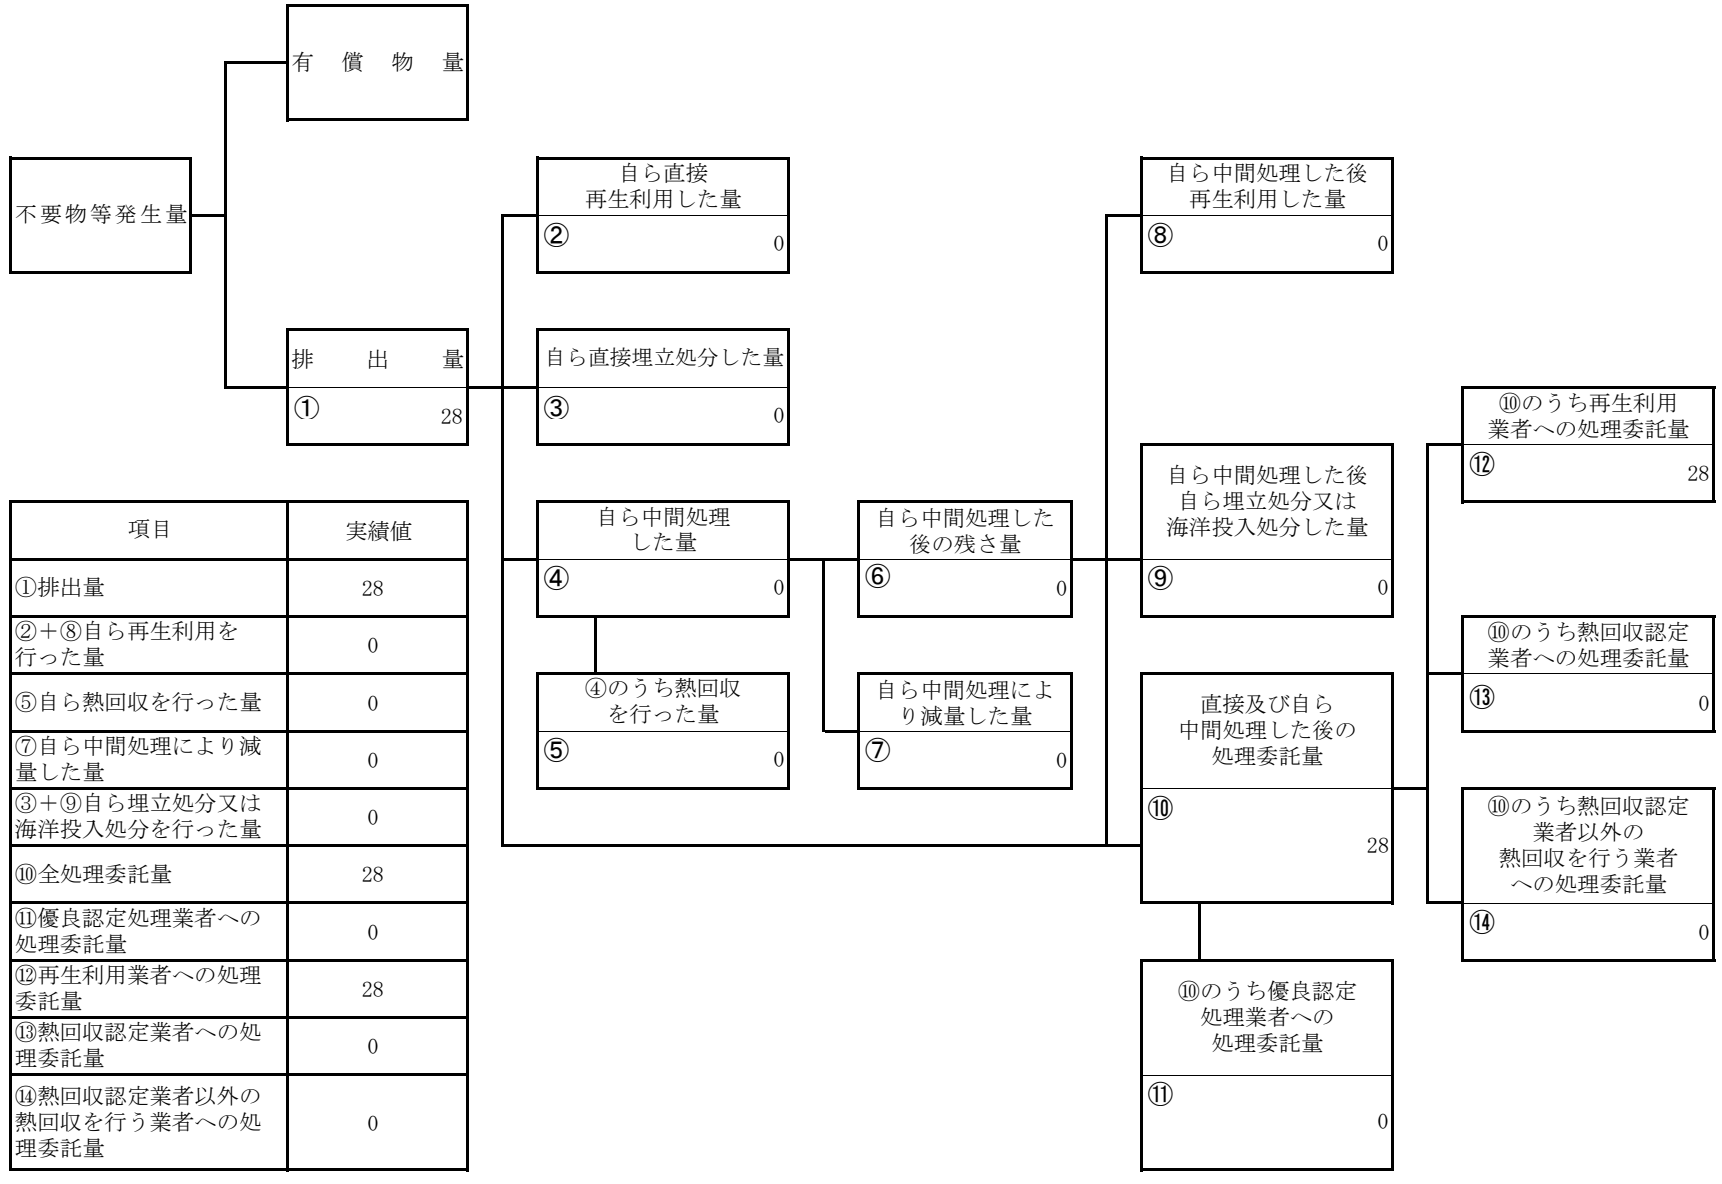 有償物量
不要物等発生量
自ら直接
再生利用した量
②
0
自ら中間処理した後
再生利用した量
⑧
0
排出量
①
28
自ら直接埋立処分した量
③
0
⑩のうち再生利用
業者への処理委託量
⑫
28
自ら中間処理
した量
④
0
自ら中間処理した
後の残さ量
⑥
0
自ら中間処理した後
自ら埋立処分又は
海洋投入処分した量
⑨
0
⑩のうち熱回収認定
業者への処理委託量
⑬
0
④のうち熱回収
を行った量
⑤
0
自ら中間処理によ
り減量した量
⑦
0
直接及び自ら
中間処理した後の
処理委託量
⑩
28
⑩のうち熱回収認定
業者以外の
熱回収を行う業者
への処理委託量
⑭
0
⑩のうち優良認定
処理業者への
処理委託量
⑪
0
項目 実績値
①排出量 28
②＋⑧自ら再生利用を
行った量 0
⑤自ら熱回収を行った量 0
⑦自ら中間処理により減
量した量 0
③＋⑨自ら埋立処分又は
海洋投入処分を行った量 0
⑩全処理委託量 28
⑪優良認定処理業者への
処理委託量 0
⑫再生利用業者への処理
委託量 28
⑬熱回収認定業者への処
理委託量 0
⑭熱回収認定業者以外の
熱回収を行う業者への処
理委託量 0